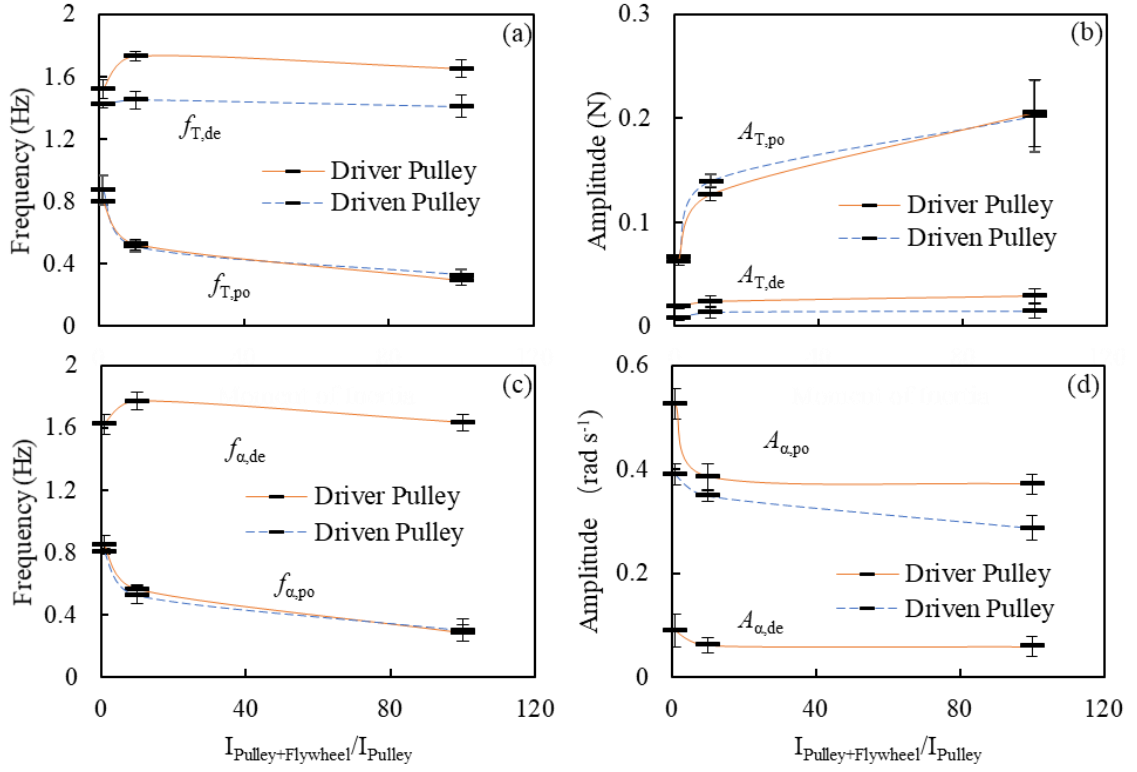 (a)
2
1.6
1.2
0.8
0.4
0
Frequency (Hz)
f_T,de
Driver Pulley
Driven Pulley
f_T,po
(b)
0.3
0.2
0.1
0
Amplitude (N)
A_T,po
Driver Pulley
Driven Pulley
A_T,de
(c)
2
1.6
1.2
0.8
0.4
0
Frequency (Hz)
f_α,de
Driver Pulley
Driven Pulley
f_α,po
0 40 80 120
I_Pulley+Flywheel/I_Pulley
(d)
0.6
0.4
0.2
0
Amplitude (rad s⁻¹)
A_α,po
Driver Pulley
Driven Pulley
A_α,de
0 40 80 120
I_Pulley+Flywheel/I_Pulley